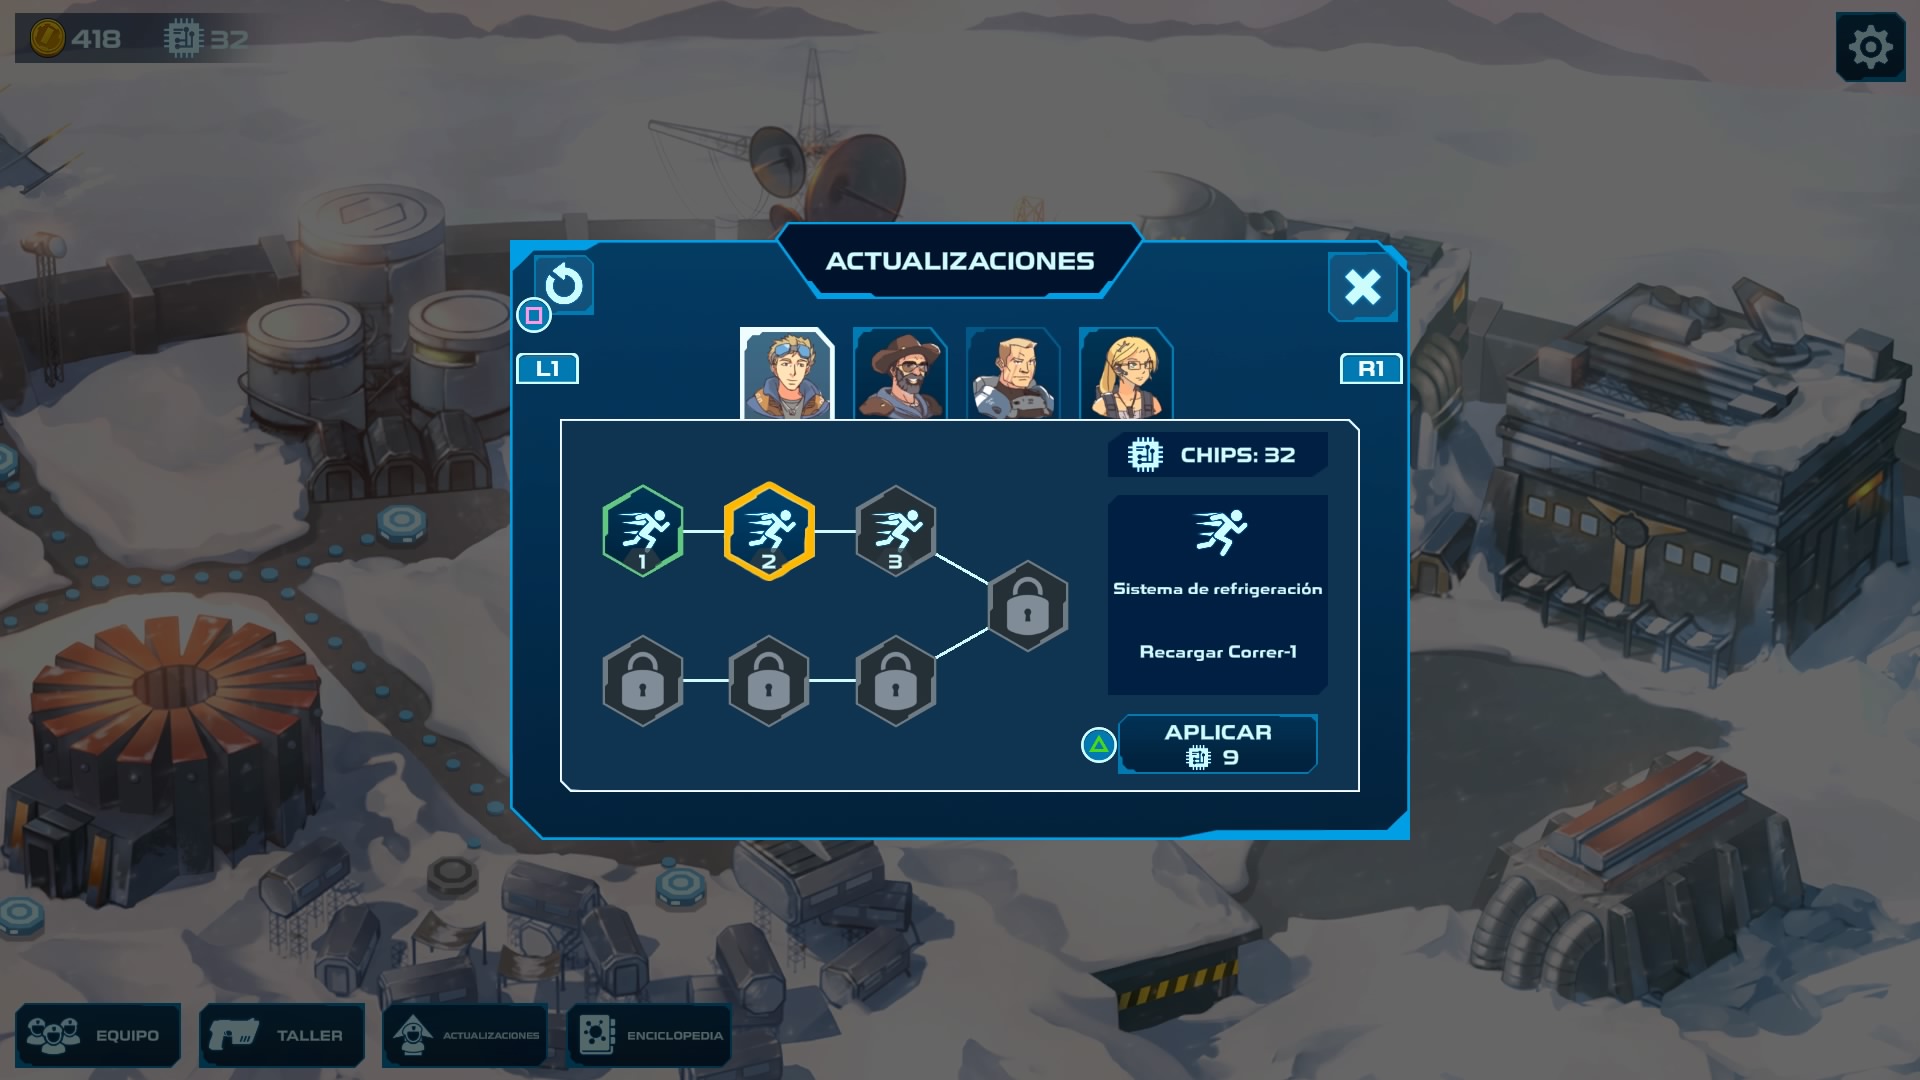 418
32
ACTUALIZACIONES
L1
R1
CHIPS: 32
1
2
3
Sistema de refrigeración
Recargar Correr-1
APLICAR
9
EQUIPO
TALLER
ACTUALIZACIONES
ENCICLOPEDIA